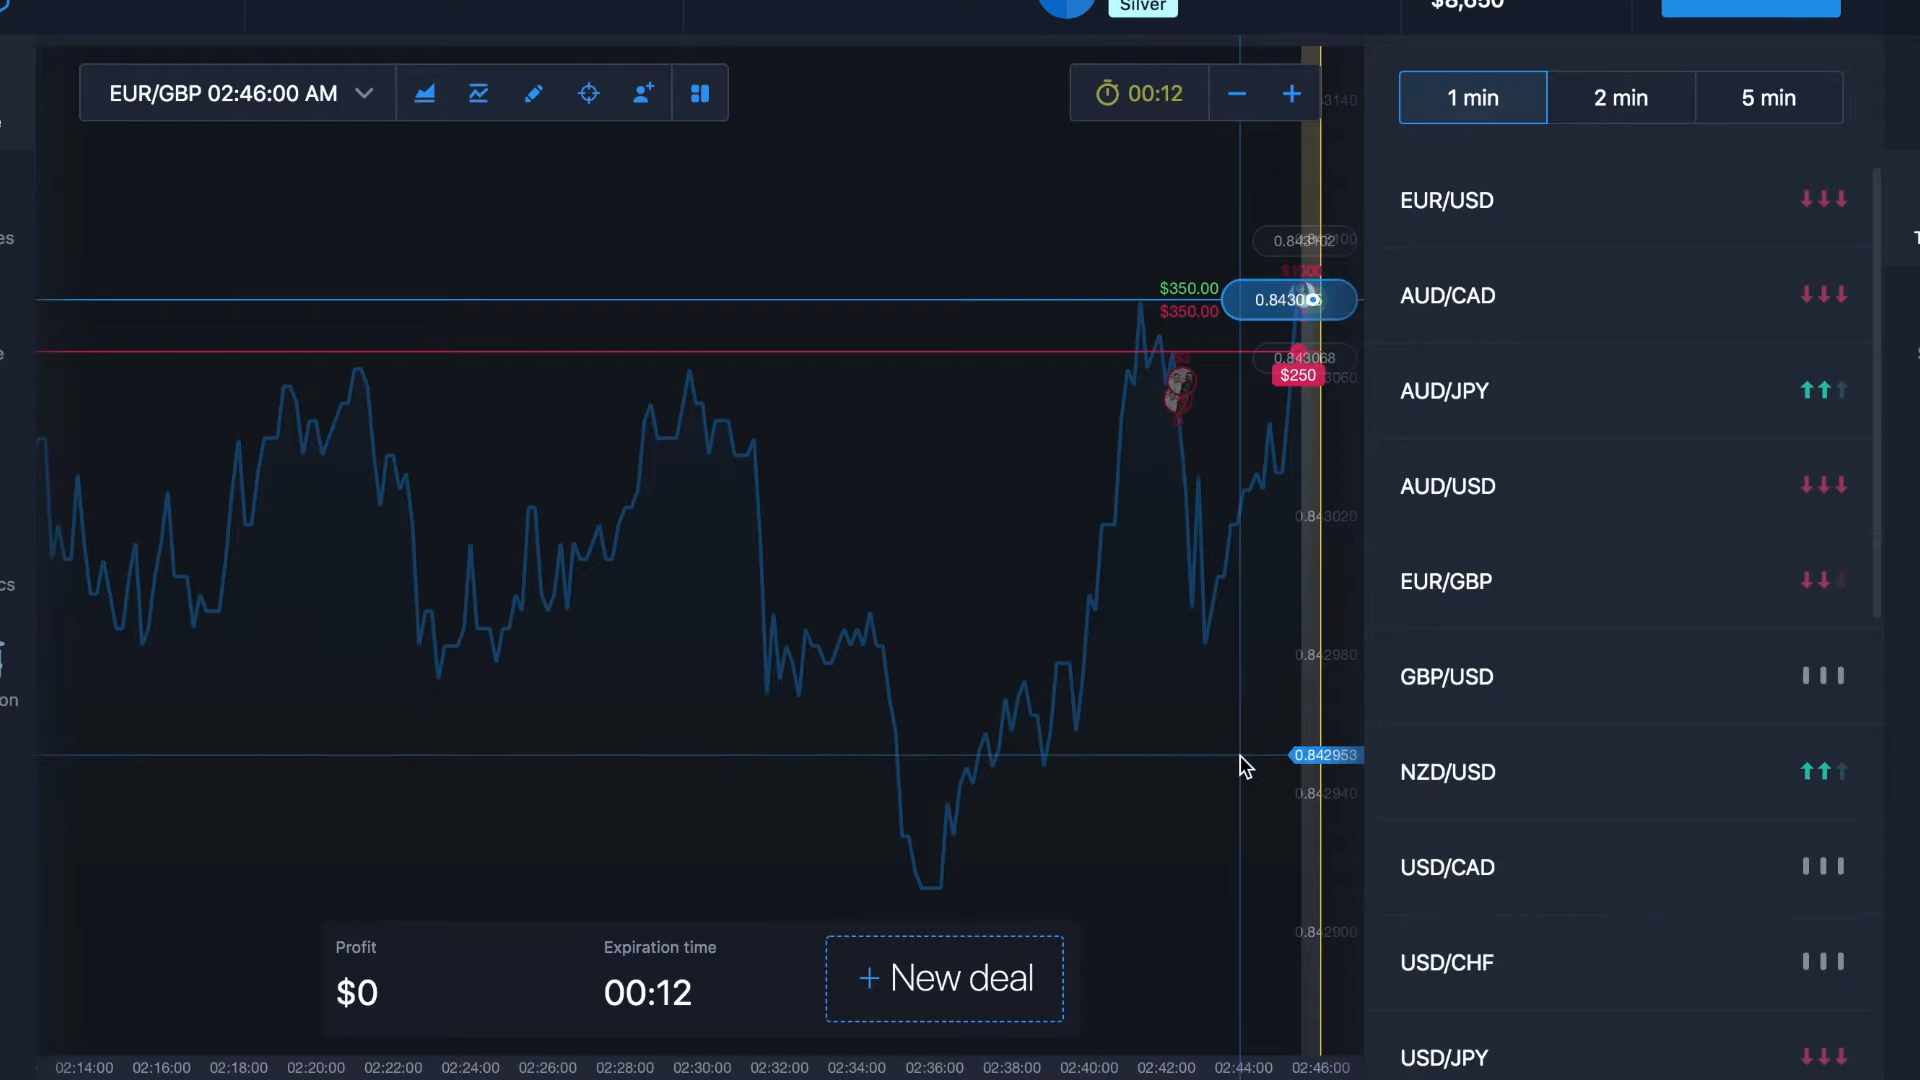 Silver
$8,650
EUR/GBP 02:46:00 AM
00:12
1 min
2 min
5 min
EUR/USD
AUD/CAD
AUD/JPY
AUD/USD
EUR/GBP
GBP/USD
NZD/USD
USD/CAD
USD/CHF
USD/JPY
0.843102
$1000
$350.00
$350.00
0.843068
$250
0.843020
0.842980
0.842953
0.842940
0.842900
Profit
$0
Expiration time
00:12
+ New deal
02:14:00 02:16:00 02:18:00 02:20:00 02:22:00 02:24:00 02:26:00 02:28:00 02:30:00 02:32:00 02:34:00 02:36:00 02:38:00 02:40:00 02:42:00 02:44:00 02:46:00